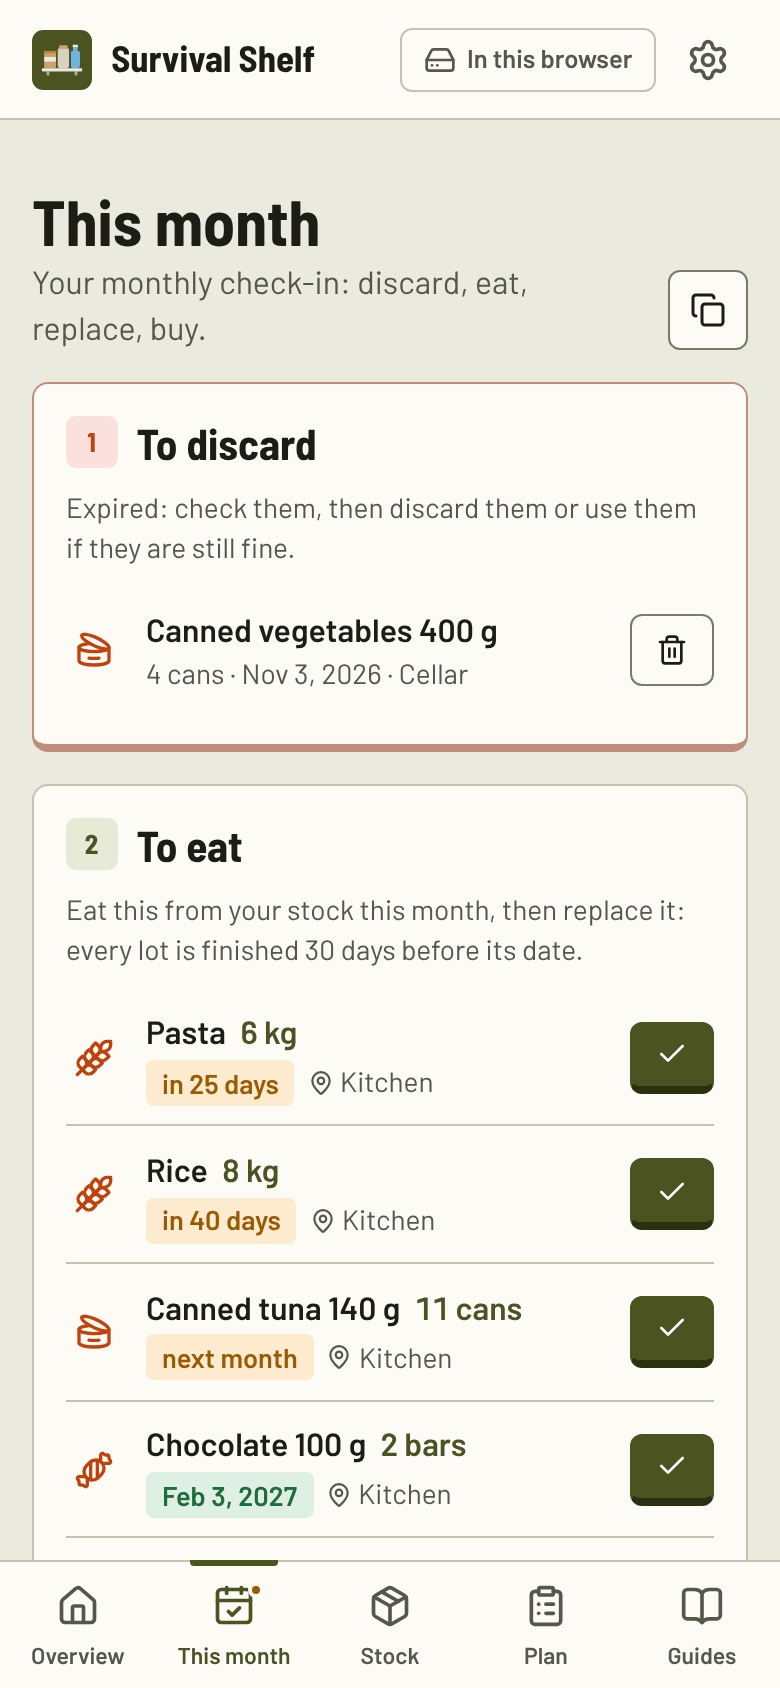 Survival Shelf
In this browser
This month
Your monthly check-in: discard, eat,
replace, buy.
1 To discard
Expired: check them, then discard them or use them
if they are still fine.
Canned vegetables 400 g
4 cans · Nov 3, 2026 · Cellar
2 To eat
Eat this from your stock this month, then replace it:
every lot is finished 30 days before its date.
Pasta 6 kg
in 25 days Kitchen
Rice 8 kg
in 40 days Kitchen
Canned tuna 140 g 11 cans
next month Kitchen
Chocolate 100 g 2 bars
Feb 3, 2027 Kitchen
Overview This month Stock Plan Guides